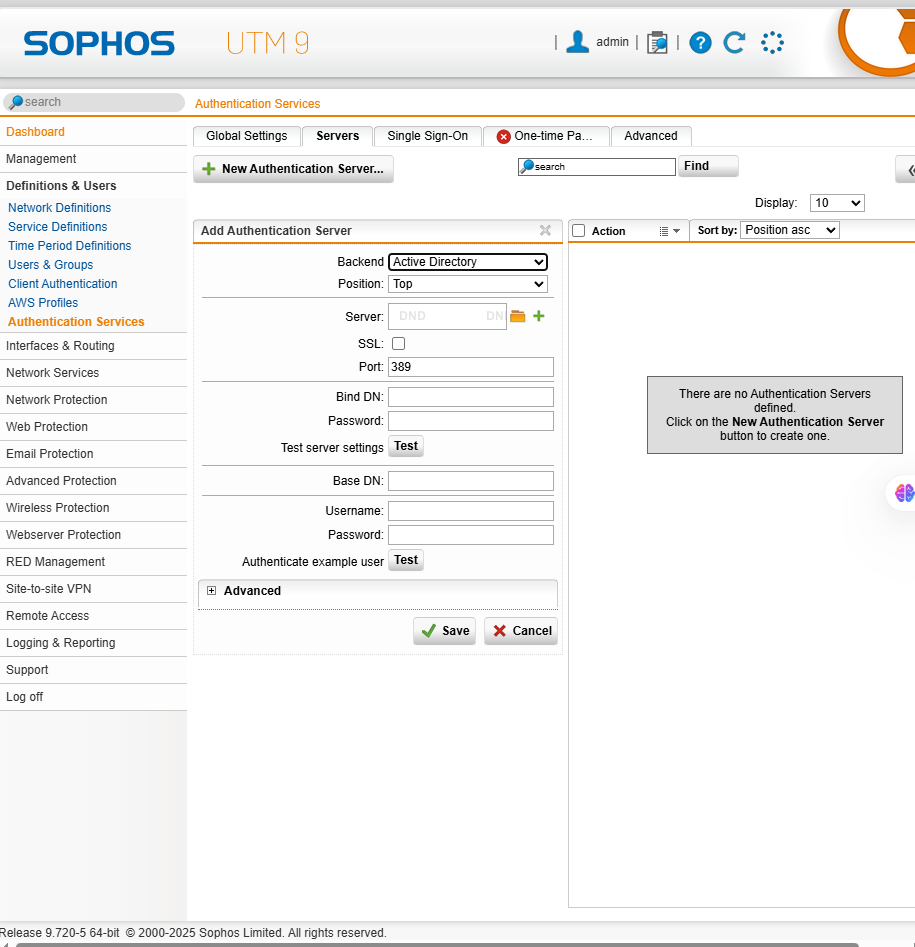 SOPHOS UTM 9
| admin | |
search
Authentication Services
Dashboard
Management
Definitions & Users
Network Definitions
Service Definitions
Time Period Definitions
Users & Groups
Client Authentication
AWS Profiles
Authentication Services
Interfaces & Routing
Network Services
Network Protection
Web Protection
Email Protection
Advanced Protection
Wireless Protection
Webserver Protection
RED Management
Site-to-site VPN
Remote Access
Logging & Reporting
Support
Log off
Global Settings Servers Single Sign-On One-time Pa... Advanced
New Authentication Server... search Find
Display: 10
Add Authentication Server
Backend Active Directory
Position: Top
Server: DND DN
SSL:
Port: 389
Bind DN:
Password:
Test server settings Test
Base DN:
Username:
Password:
Authenticate example user Test
Advanced
Save Cancel
Action Sort by: Position asc
There are no Authentication Servers
defined.
Click on the New Authentication Server
button to create one.
Release 9.720-5 64-bit © 2000-2025 Sophos Limited. All rights reserved.